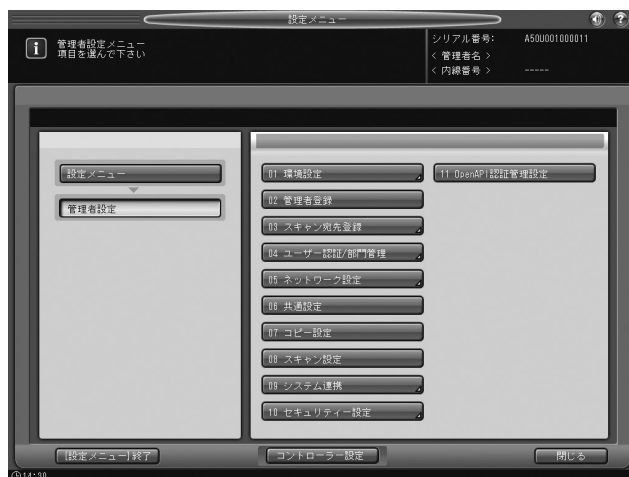 設定メニュー
管理者設定メニュー
項目を選んで下さい
シリアル番号: A50U001000011
< 管理者名 >
< 内線番号 > -----
設定メニュー
管理者設定
01 環境設定
02 管理者登録
03 スキャン宛先登録
04 ユーザー認証/部門管理
05 ネットワーク設定
06 共通設定
07 コピー設定
08 スキャン設定
09 システム連携
10 セキュリティー設定
11 OpenAPI認証管理設定
[設定メニュー]終了
コントローラー設定
閉じる
14:30